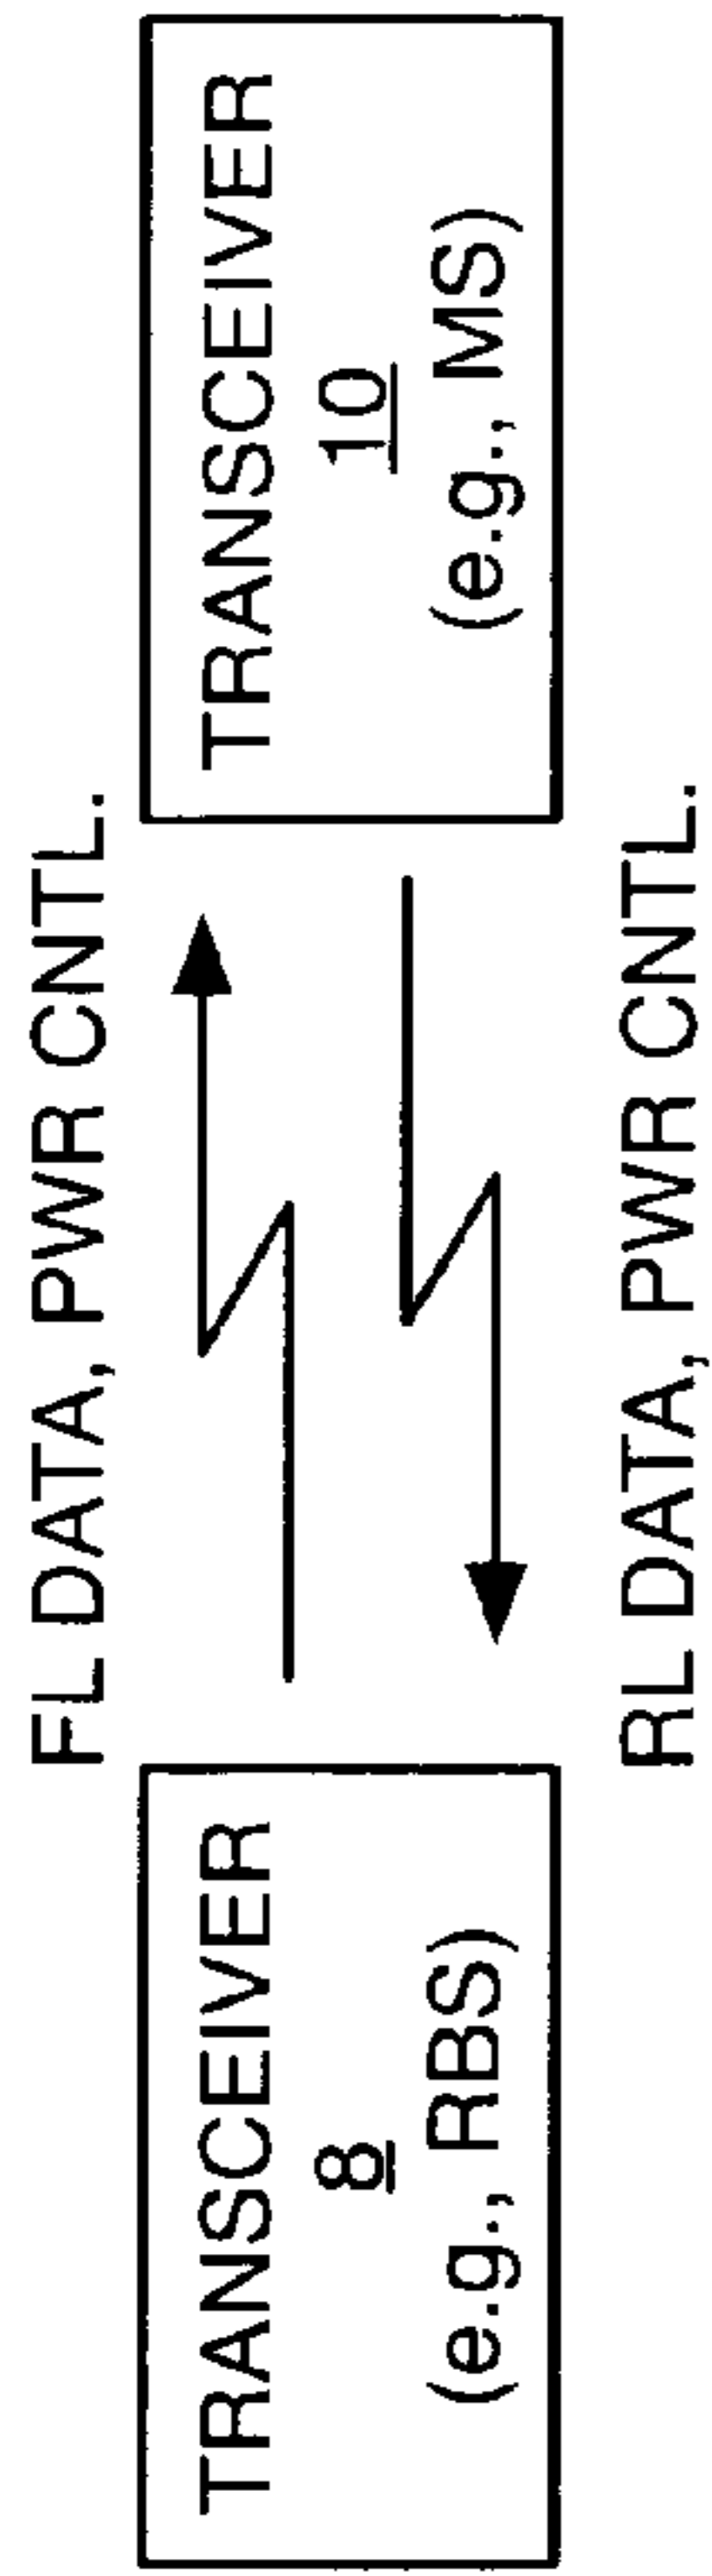 FL DATA, PWR CNTL.
TRANSCEIVER
8
(e.g., RBS)
TRANSCEIVER
10
(e.g., MS)
RL DATA, PWR CNTL.